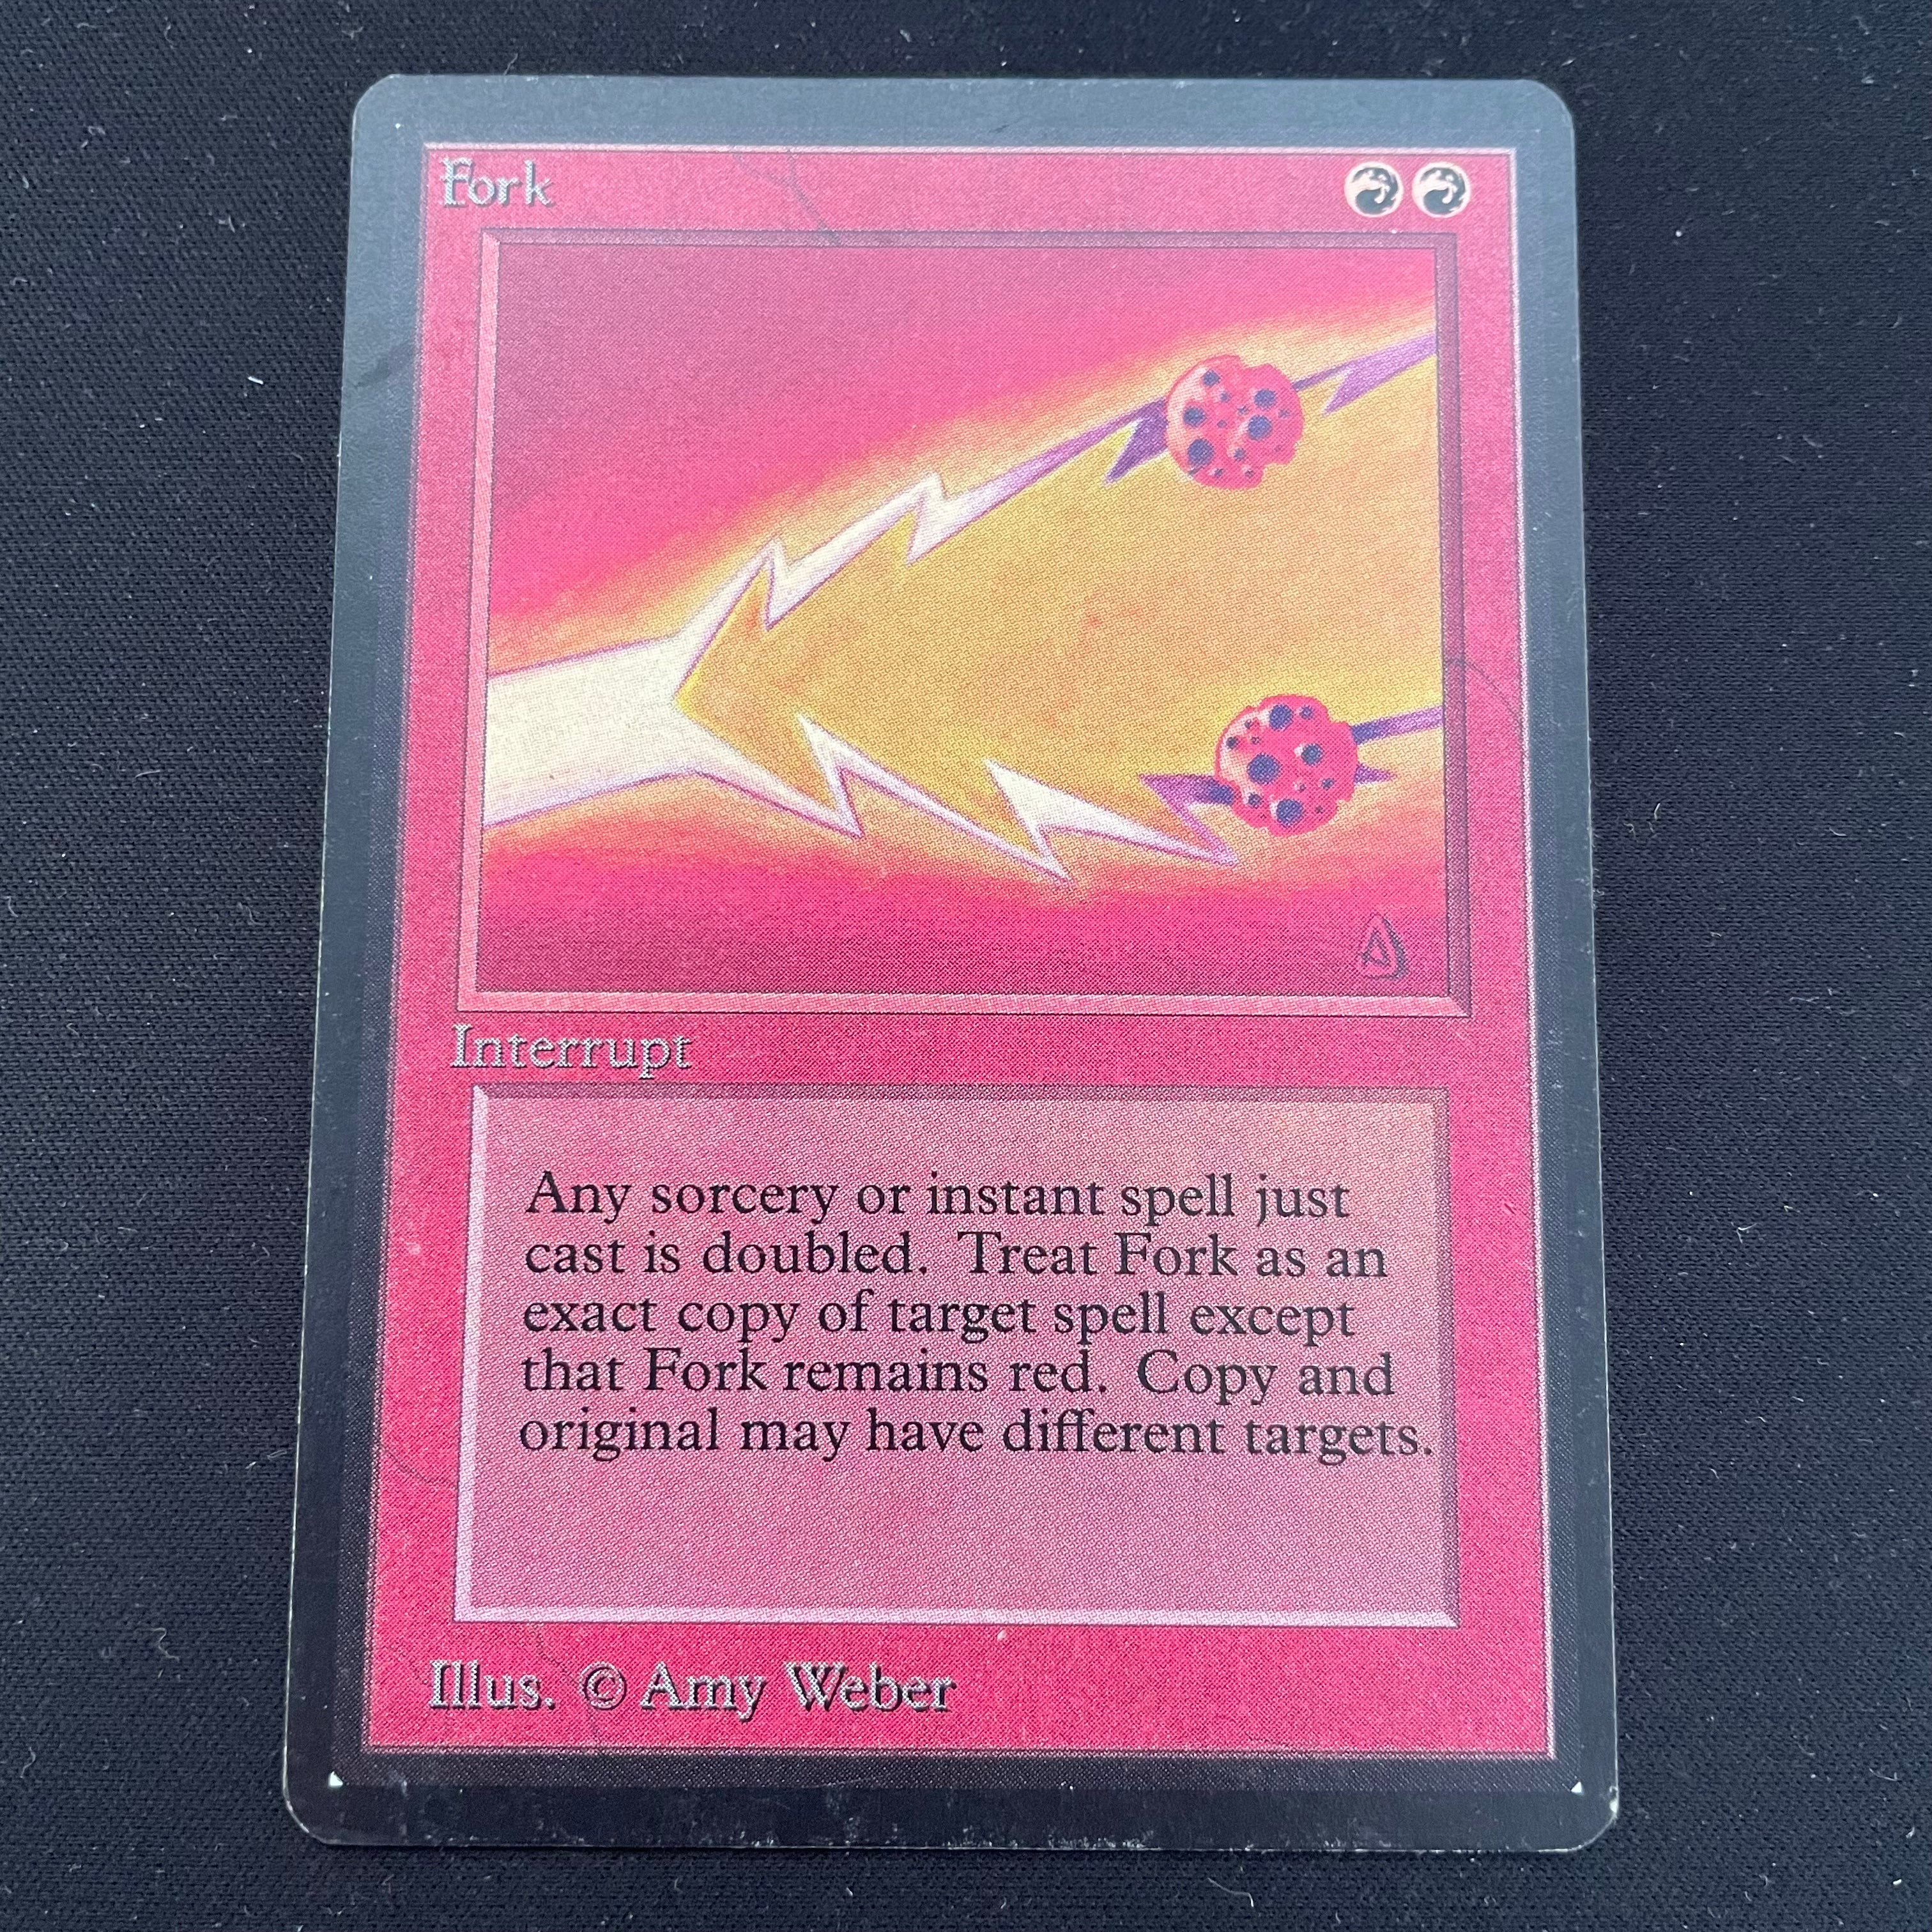 Fork
Interrupt
Any sorcery or instant spell just
cast is doubled. Treat Fork as an
exact copy of target spell except
that Fork remains red. Copy and
original may have different targets.
Illus. © Amy Weber